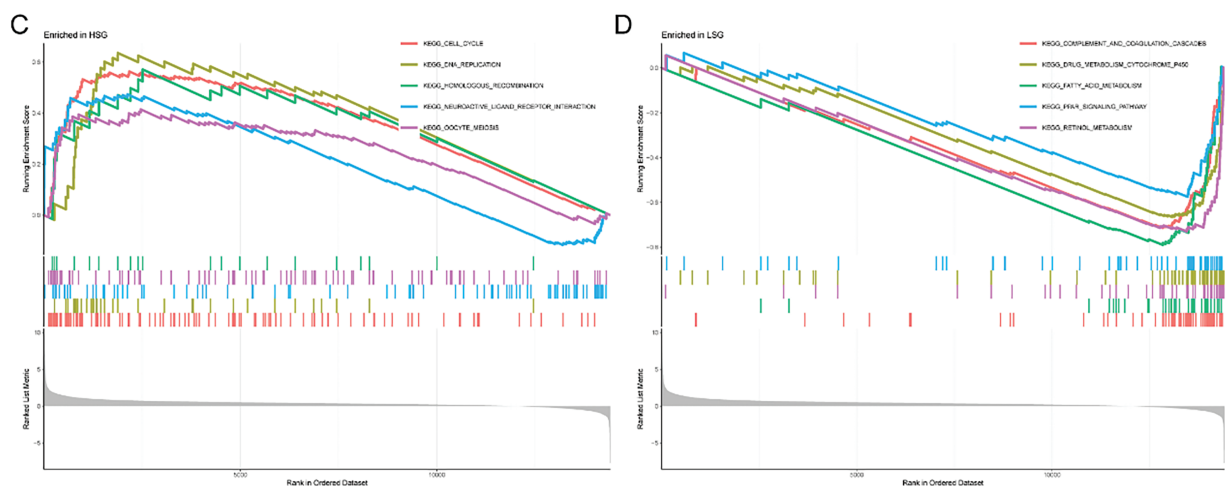 C
Enriched in HSG
KEGG_CELL_CYCLE
KEGG_DNA_REPLICATION
KEGG_HOMOLOGOUS_RECOMBINATION
KEGG_NEUROACTIVE_LIGAND_RECEPTOR_INTERACTION
KEGG_OOCYTE_MEIOSIS
Running Enrichment Score
0.6
0.4
0.2
0.0
Ranked List Metric
10
5
0
−5
5000
10000
Rank in Ordered Dataset
D
Enriched in LSG
KEGG_COMPLEMENT_AND_COAGULATION_CASCADES
KEGG_DRUG_METABOLISM_CYTOCHROME_P450
KEGG_FATTY_ACID_METABOLISM
KEGG_PPAR_SIGNALING_PATHWAY
KEGG_RETINOL_METABOLISM
Running Enrichment Score
0.0
−0.2
−0.4
−0.6
−0.8
Ranked List Metric
10
5
0
−5
5000
10000
Rank in Ordered Dataset